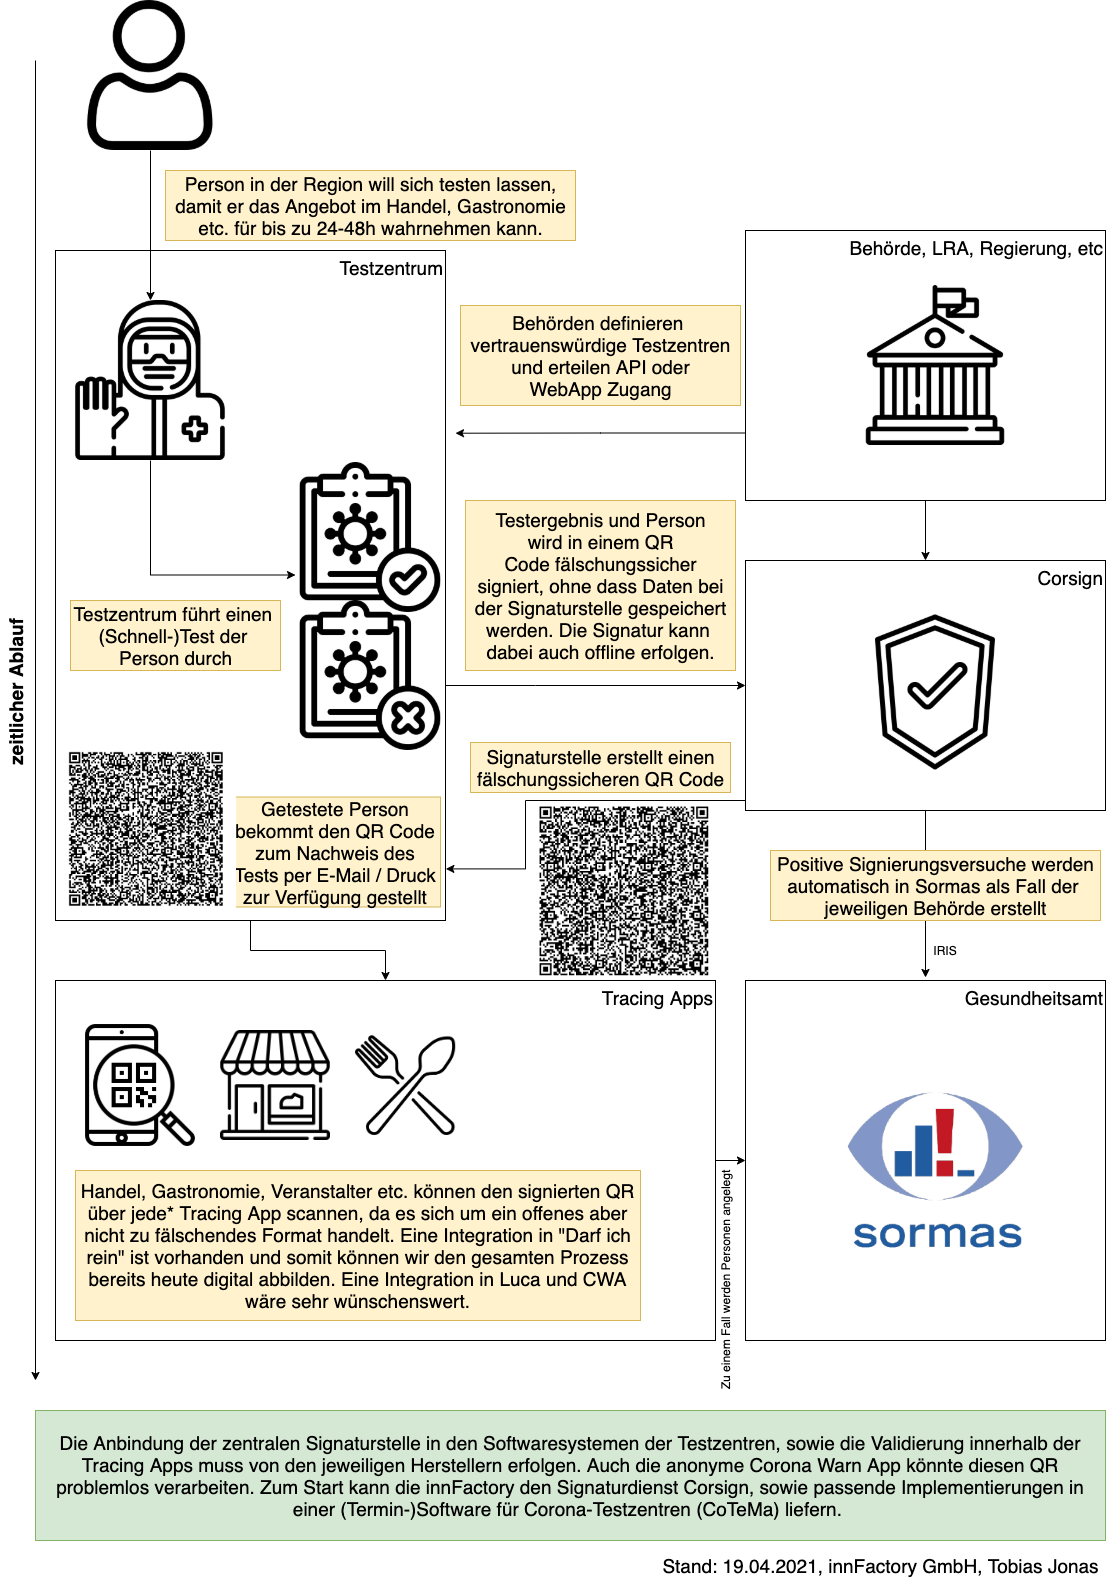 Person in der Region will sich testen lassen,
damit er das Angebot im Handel, Gastronomie
etc. für bis zu 24-48h wahrnehmen kann.
Testzentrum
Behörde, LRA, Regierung, etc
Behörden definieren
vertrauenswürdige Testzentren
und erteilen API oder
WebApp Zugang
Testergebnis und Person
wird in einem QR
Code fälschungssicher
signiert, ohne dass Daten bei
der Signaturstelle gespeichert
werden. Die Signatur kann
dabei auch offline erfolgen.
Corsign
Testzentrum führt einen
(Schnell-)Test der
Person durch
zeitlicher Ablauf
Signaturstelle erstellt einen
fälschungssicheren QR Code
Getestete Person
bekommt den QR Code
zum Nachweis des
Tests per E-Mail / Druck
zur Verfügung gestellt
Positive Signierungsversuche werden
automatisch in Sormas als Fall der
jeweiligen Behörde erstellt
IRIS
Tracing Apps
Gesundheitsamt
sormas
Handel, Gastronomie, Veranstalter etc. können den signierten QR
über jede* Tracing App scannen, da es sich um ein offenes aber
nicht zu fälschendes Format handelt. Eine Integration in "Darf ich
rein" ist vorhanden und somit können wir den gesamten Prozess
bereits heute digital abbilden. Eine Integration in Luca und CWA
wäre sehr wünschenswert.
Zu einem Fall werden Personen angelegt
Die Anbindung der zentralen Signaturstelle in den Softwaresystemen der Testzentren, sowie die Validierung innerhalb der
Tracing Apps muss von den jeweiligen Herstellern erfolgen. Auch die anonyme Corona Warn App könnte diesen QR
problemlos verarbeiten. Zum Start kann die innFactory den Signaturdienst Corsign, sowie passende Implementierungen in
einer (Termin-)Software für Corona-Testzentren (CoTeMa) liefern.
Stand: 19.04.2021, innFactory GmbH, Tobias Jonas